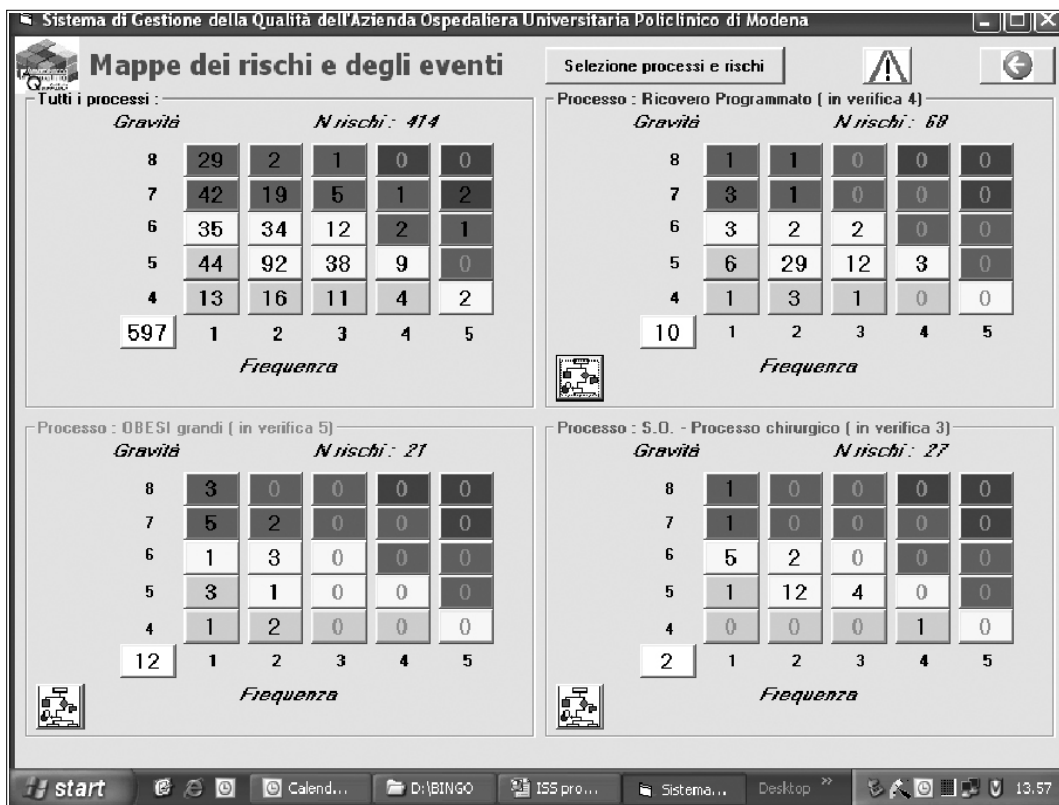 Sistema di Gestione della Qualità dell'Azienda Ospedaliera Universitaria Policlinico di Modena
Mappe dei rischi e degli eventi
Selezione processi e rischi
Tutti i processi :
Gravità N rischi : 414
8 29 2 1 0 0
7 42 19 5 1 2
6 35 34 12 2 1
5 44 92 38 9 0
4 13 16 11 4 2
597 1 2 3 4 5
Frequenza
Processo : Ricovero Programmato ( in verifica 4)
Gravità N rischi : 68
8 1 1 0 0 0
7 3 1 0 0 0
6 3 2 2 0 0
5 6 29 12 3 0
4 1 3 1 0 0
10 1 2 3 4 5
Frequenza
Processo : OBESI grandi ( in verifica 5)
Gravità N rischi : 21
8 3 0 0 0 0
7 5 2 0 0 0
6 1 3 0 0 0
5 3 1 0 0 0
4 1 2 0 0 0
12 1 2 3 4 5
Frequenza
Processo : S.O. - Processo chirurgico ( in verifica 3)
Gravità N rischi : 27
8 1 0 0 0 0
7 1 0 0 0 0
6 5 2 0 0 0
5 1 12 4 0 0
4 0 0 0 1 0
2 1 2 3 4 5
Frequenza
start Calend... D:\BINGO ISS pro... Sistema... Desktop » 13.57